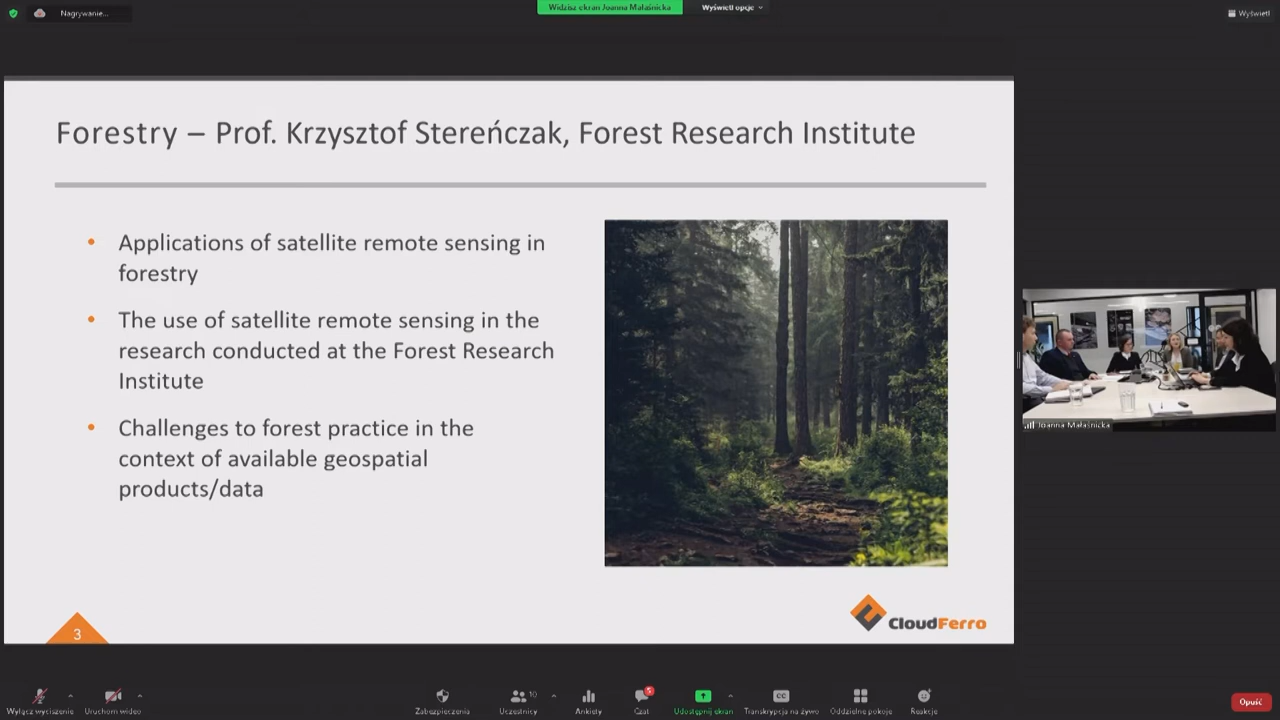 Nagrywanie...
Widzisz ekran Joanna Małaśnicka
Wyświetl opcje
Wyświetl
Forestry – Prof. Krzysztof Stereńczak, Forest Research Institute
• Applications of satellite remote sensing in
forestry
• The use of satellite remote sensing in the
research conducted at the Forest Research
Institute
• Challenges to forest practice in the
context of available geospatial
products/data
Joanna Małaśnicka
3
CloudFerro
Wyłącz wyciszenie
Uruchom wideo
Zabezpieczenia
Uczestnicy
10
Ankiety
Czat
5
Udostępnij ekran
CC
Transkrypcja na żywo
Oddzielne pokoje
Reakcje
Opuść